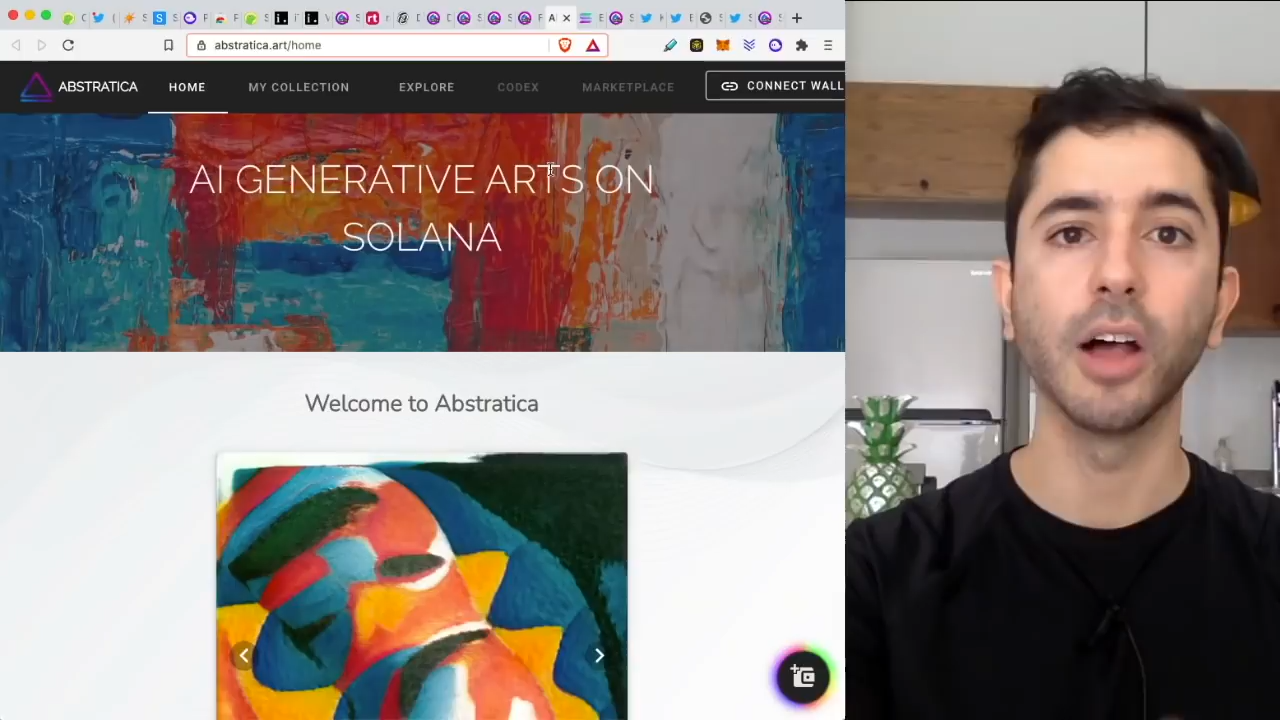 abstratica.art/home
ABSTRATICA
HOME
MY COLLECTION
EXPLORE
CODEX
MARKETPLACE
CONNECT WALL
AI GENERATIVE ARTS ON
SOLANA
Welcome to Abstratica